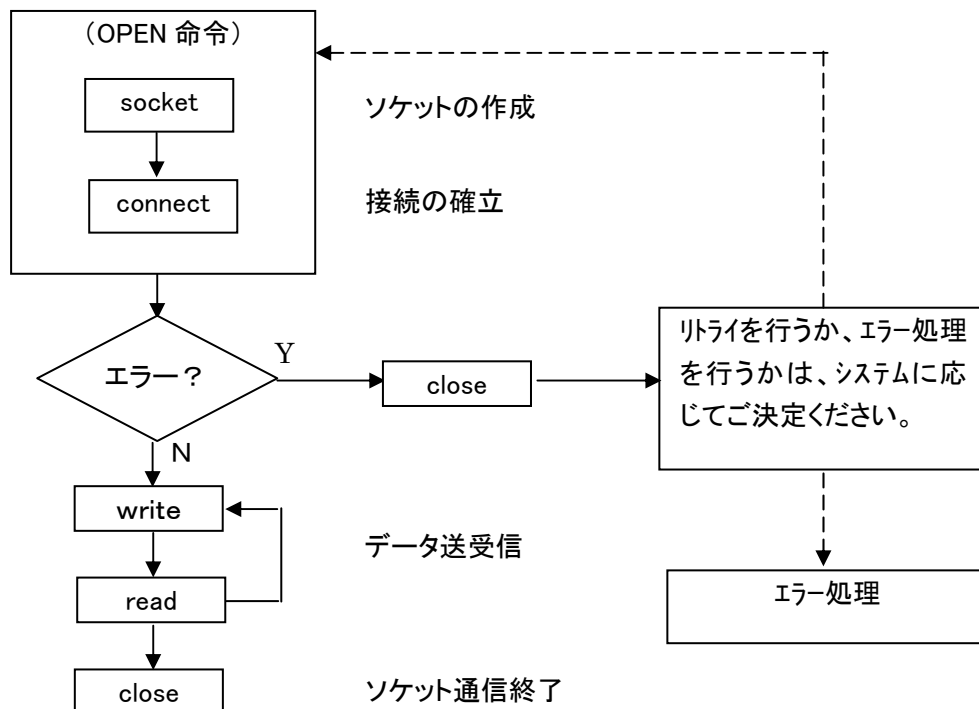 （OPEN 命令）
socket
ソケットの作成
connect
接続の確立
エラー？
Y
close
リトライを行うか、エラー処理
を行うかは、システムに応
じてご決定ください。
N
write
データ送受信
read
エラー処理
close
ソケット通信終了